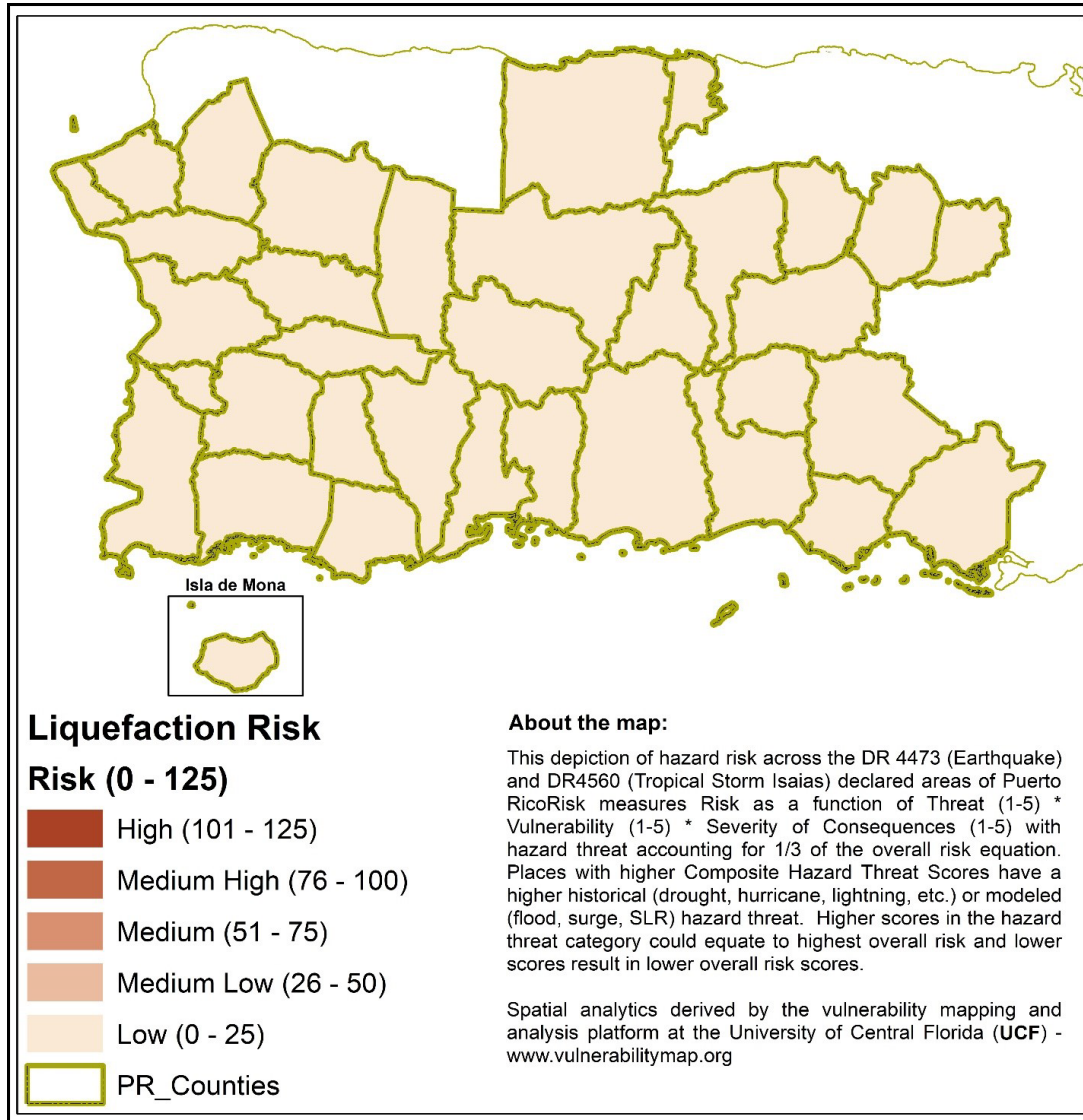 Isla de Mona
Liquefaction Risk
Risk (0 - 125)
High (101 - 125)
Medium High (76 - 100)
Medium (51 - 75)
Medium Low (26 - 50)
Low (0 - 25)
PR_Counties
About the map:
This depiction of hazard risk across the DR 4473 (Earthquake)
and DR4560 (Tropical Storm Isaias) declared areas of Puerto
RicoRisk measures Risk as a function of Threat (1-5) *
Vulnerability (1-5) * Severity of Consequences (1-5) with
hazard threat accounting for 1/3 of the overall risk equation.
Places with higher Composite Hazard Threat Scores have a
higher historical (drought, hurricane, lightning, etc.) or modeled
(flood, surge, SLR) hazard threat. Higher scores in the hazard
threat category could equate to highest overall risk and lower
scores result in lower overall risk scores.
Spatial analytics derived by the vulnerability mapping and
analysis platform at the University of Central Florida (UCF) -
www.vulnerabilitymap.org